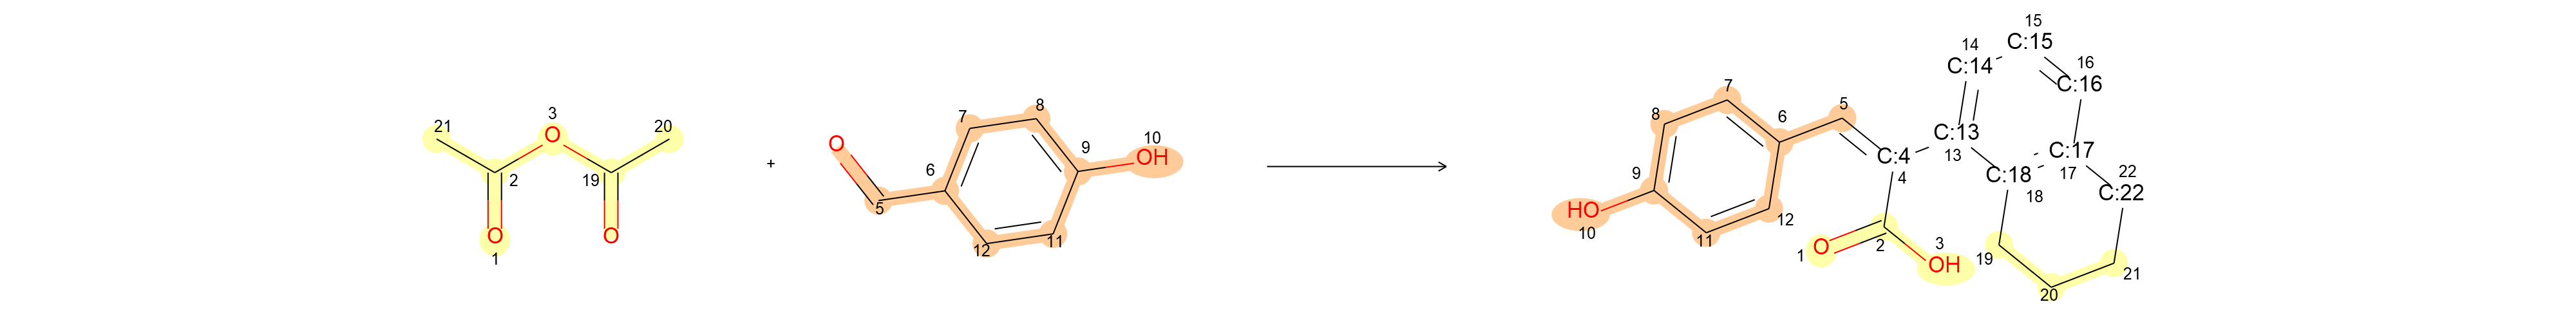 21 2 O 1 3 O 19 O 20
+
O 5 6 7 8 9 10 OH 11 12
HO 10 9 8 7 6 12 11 5 C:4 4 2 O 1 3 OH
C:13 13 14 C:14 15 C:15 16 C:16 C:17 17 C:18 18 22 C:22 19 20 21